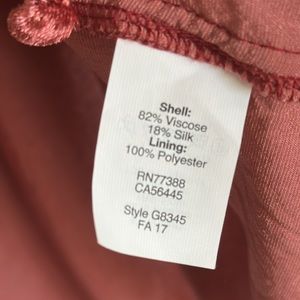 Shell:
82% Viscose
18% Silk
Lining:
100% Polyester
RN77388
CA56445
Style G8345
FA 17